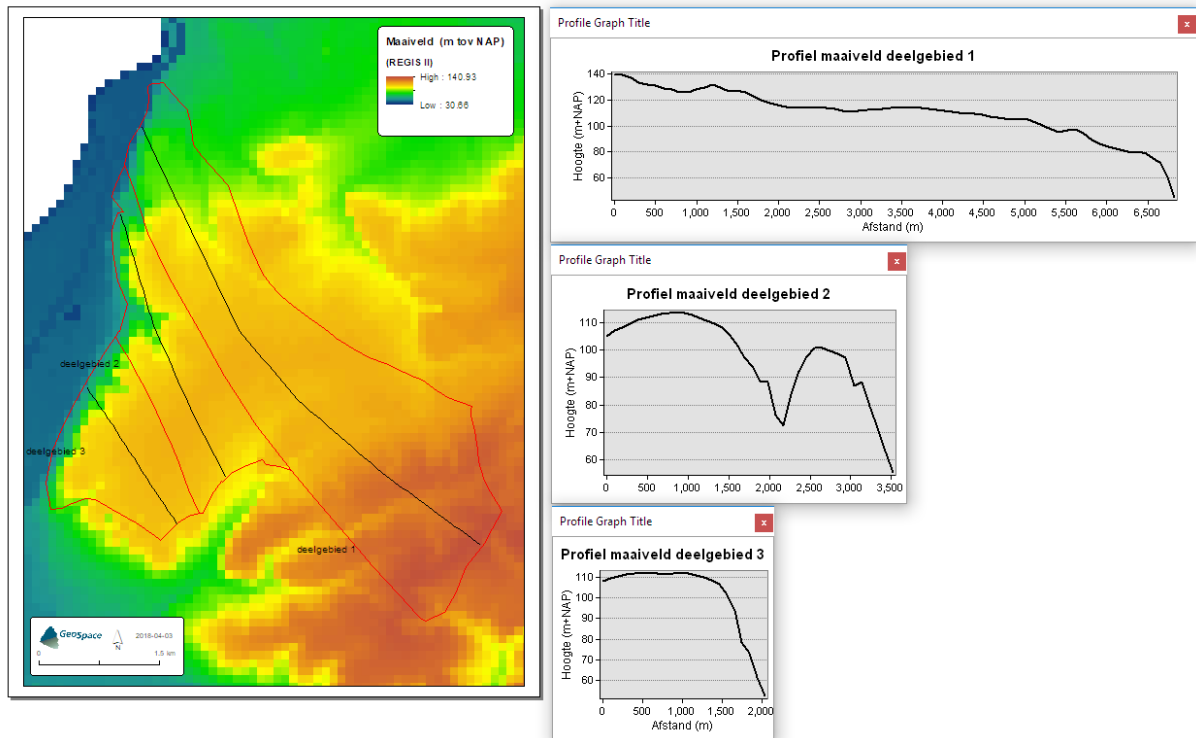 Maaiveld (m tov NAP)
(REGIS II)
High : 140.93
Low : 30.66
deelgebied 2
deelgebied 3
deelgebied 1
GeoSpace
N
2018-04-03
0
1.5 km
Profile Graph Title
x
Profiel maaiveld deelgebied 1
Hoogte (m+NAP)
140
120
100
80
60
0 500 1,000 1,500 2,000 2,500 3,000 3,500 4,000 4,500 5,000 5,500 6,000 6,500
Afstand (m)
Profile Graph Title
x
Profiel maaiveld deelgebied 2
Hoogte (m+NAP)
110
100
90
80
70
60
0 500 1,000 1,500 2,000 2,500 3,000 3,500
Afstand (m)
Profile Graph Title
x
Profiel maaiveld deelgebied 3
Hoogte (m+NAP)
110
100
90
80
70
60
0 500 1,000 1,500 2,000
Afstand (m)